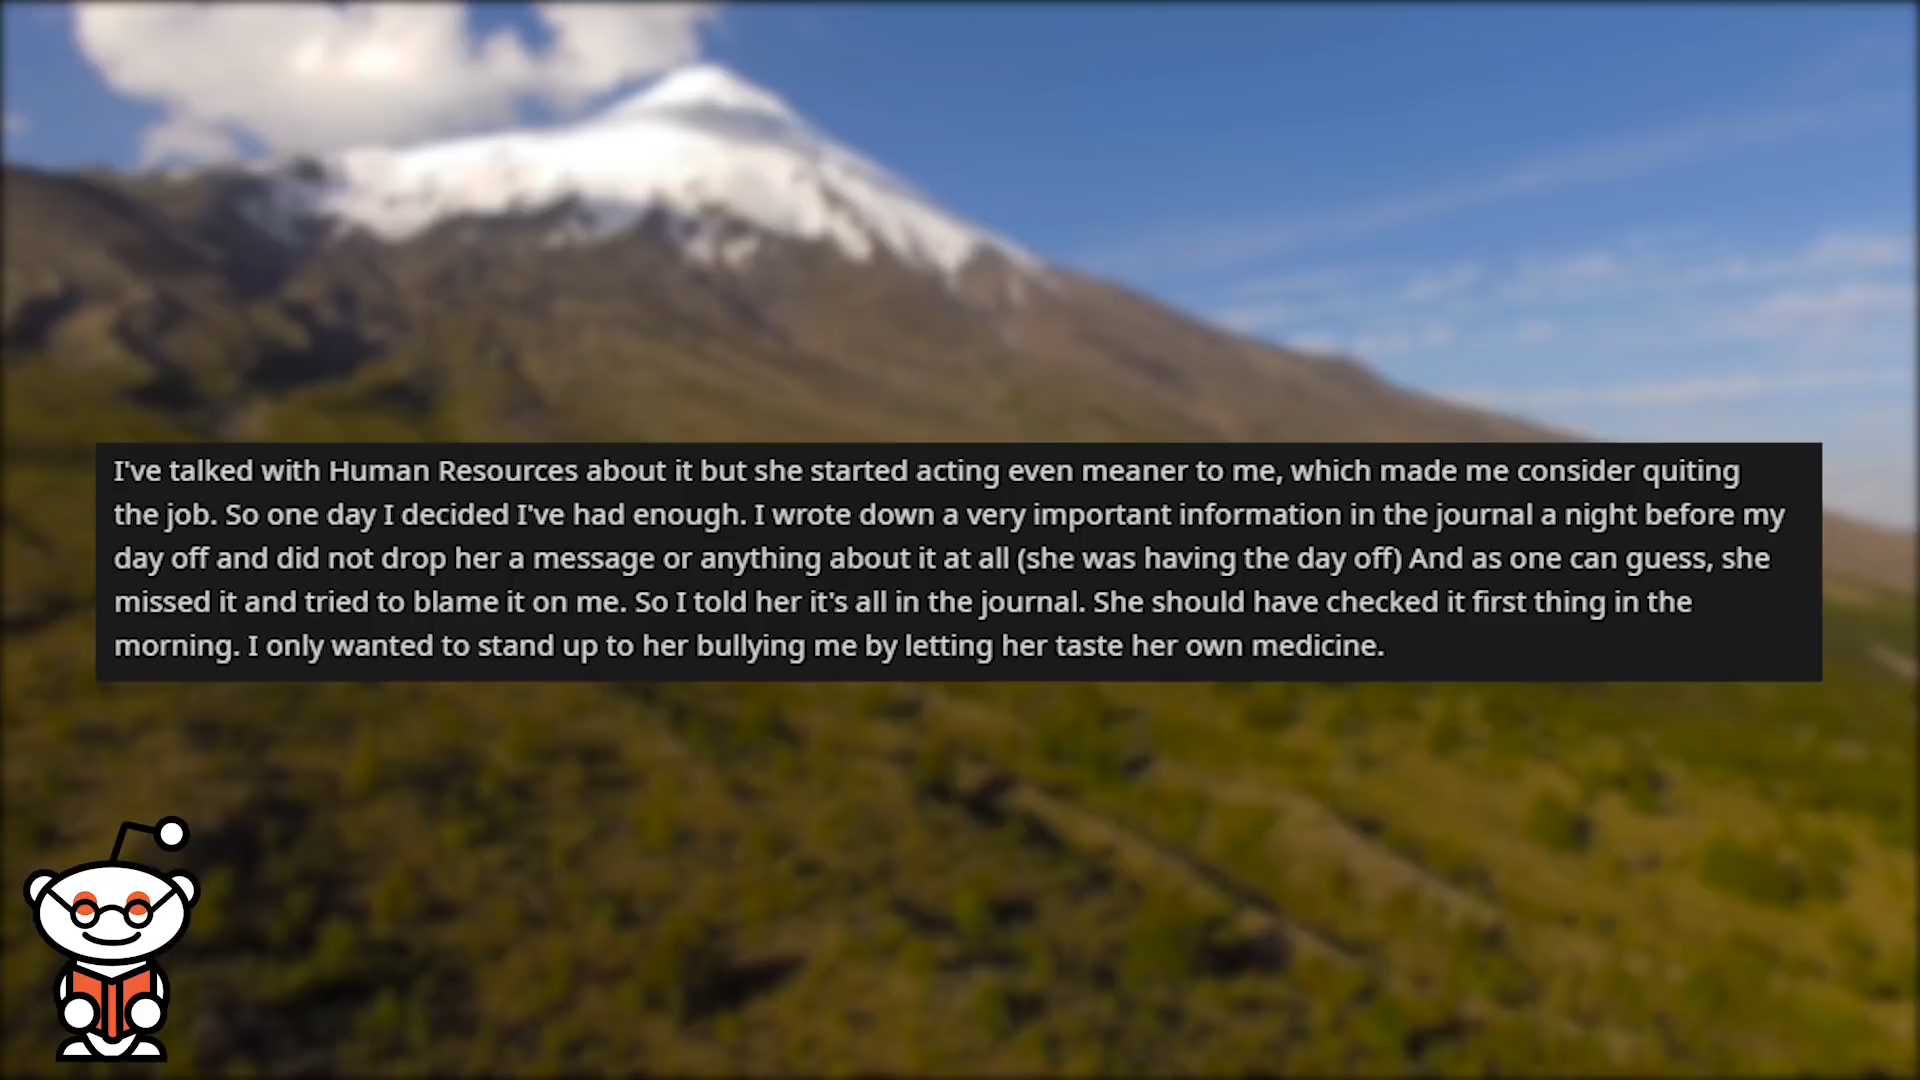 I've talked with Human Resources about it but she started acting even meaner to me, which made me consider quiting
the job. So one day I decided I've had enough. I wrote down a very important information in the journal a night before my
day off and did not drop her a message or anything about it at all (she was having the day off) And as one can guess, she
missed it and tried to blame it on me. So I told her it's all in the journal. She should have checked it first thing in the
morning. I only wanted to stand up to her bullying me by letting her taste her own medicine.